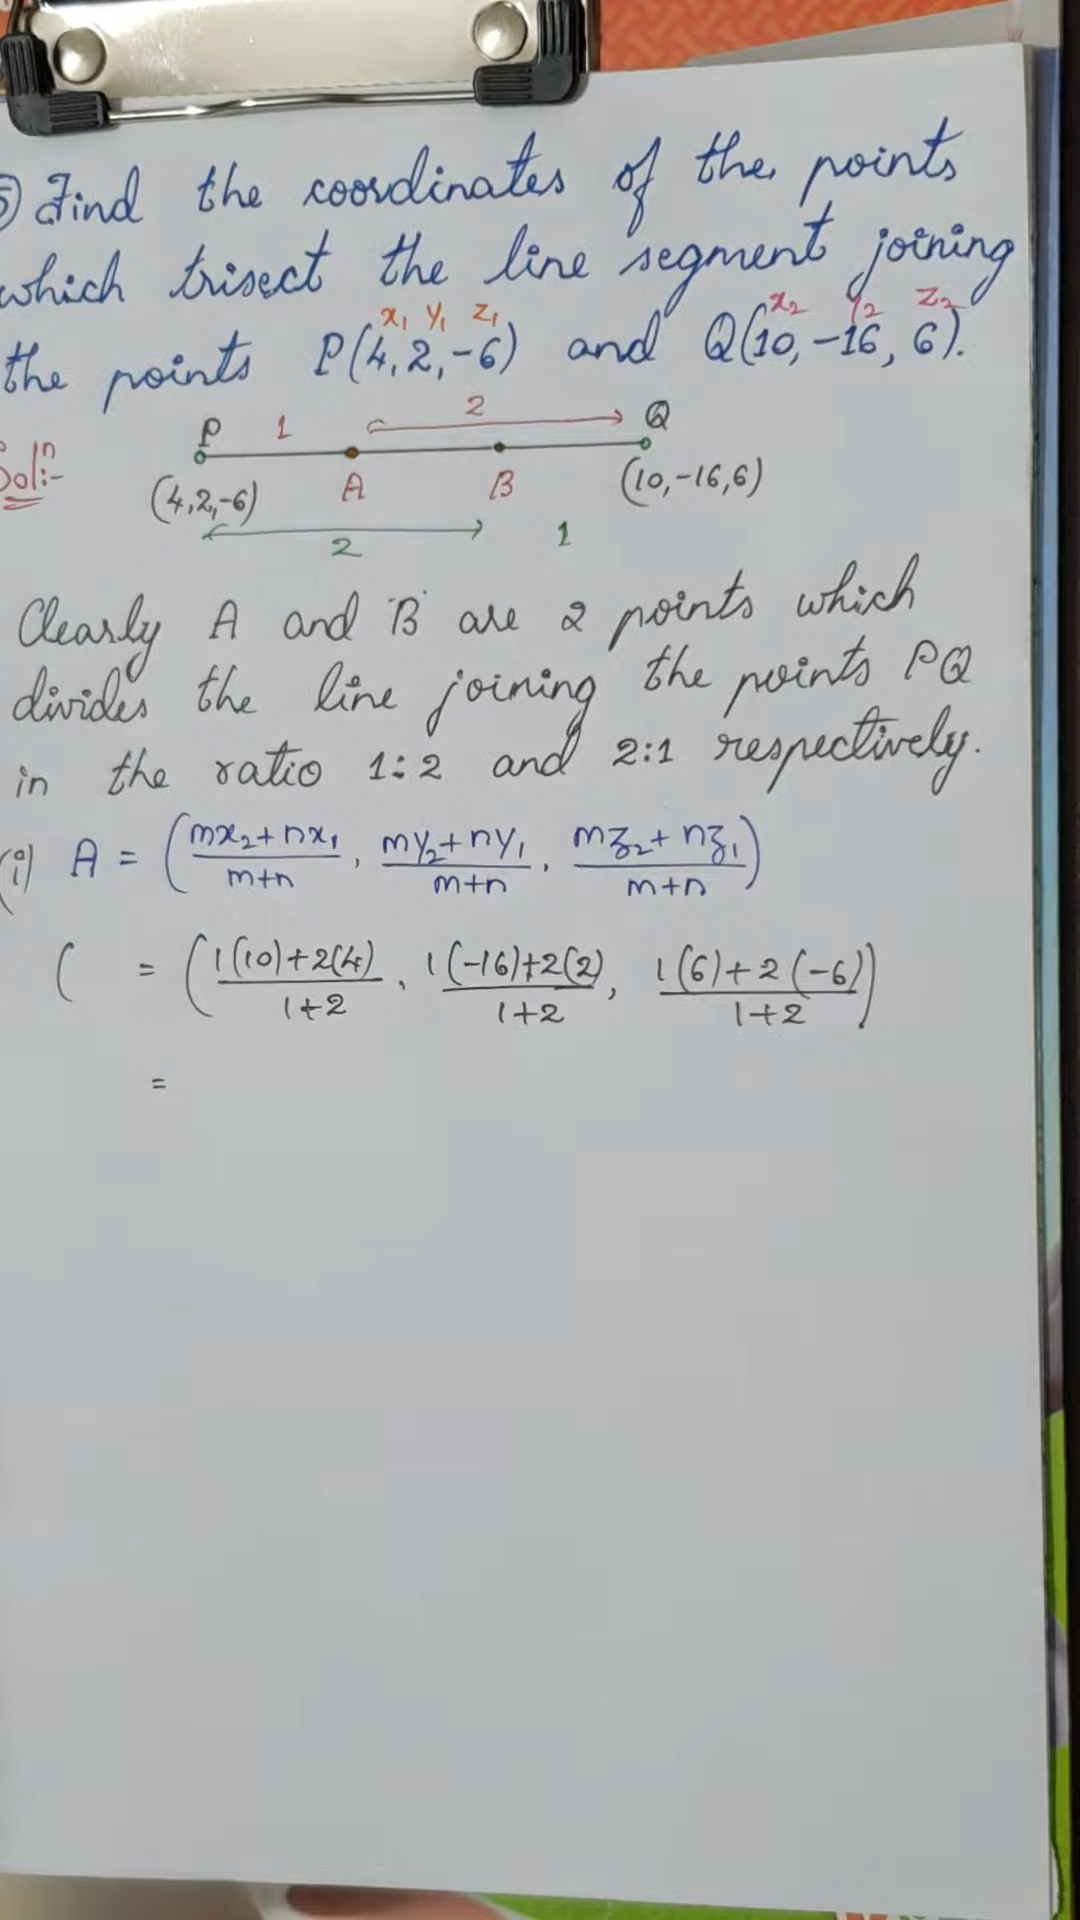 5) Find the coordinates of the points
which trisect the line segment joining
x₁ y₁ z₁ x₂ y₂ z₂
the points P(4,2,-6) and Q(10,-16, 6).
Solⁿ:-
P 1 2 Q
(4,2,-6) A B (10,-16,6)
2 1
Clearly A and B are 2 points which
divides the line joining the points PQ
in the ratio 1:2 and 2:1 respectively.
(i) A = (mx₂+nx₁/m+n, my₂+ny₁/m+n, mz₂+nz₁/m+n)
( = (1(10)+2(4)/1+2, 1(-16)+2(2)/1+2, 1(6)+2(-6)/1+2)
=